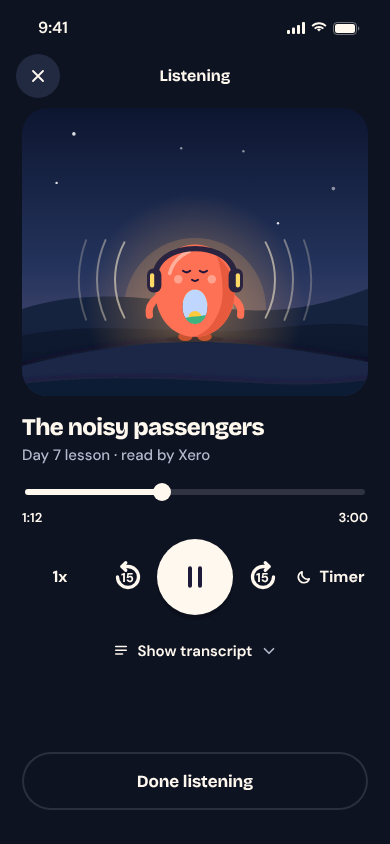 9:41
Listening
The noisy passengers
Day 7 lesson · read by Xero
1:12
3:00
1x
15
15
Timer
Show transcript
Done listening